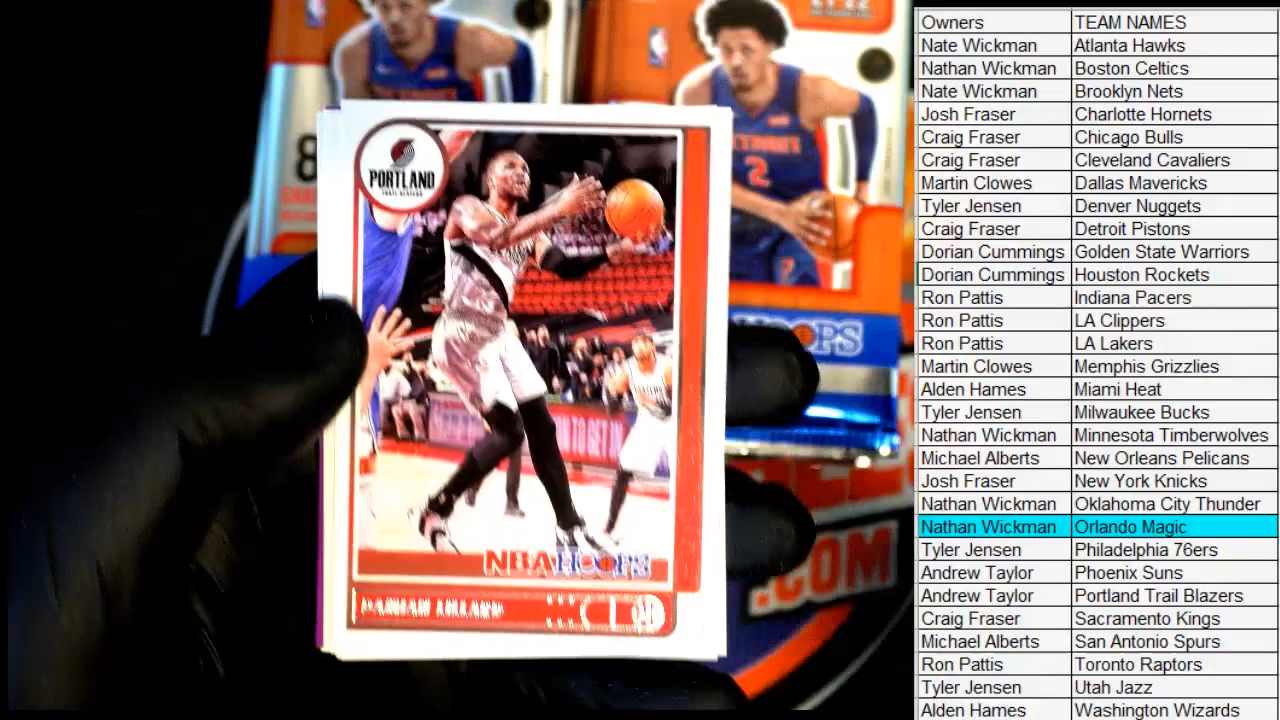 PORTLAND
TRAIL BLAZERS
NBA HOOPS
8
2
.COM
Owners TEAM NAMES
Nate Wickman Atlanta Hawks
Nathan Wickman Boston Celtics
Nate Wickman Brooklyn Nets
Josh Fraser Charlotte Hornets
Craig Fraser Chicago Bulls
Craig Fraser Cleveland Cavaliers
Martin Clowes Dallas Mavericks
Tyler Jensen Denver Nuggets
Craig Fraser Detroit Pistons
Dorian Cummings Golden State Warriors
Dorian Cummings Houston Rockets
Ron Pattis Indiana Pacers
Ron Pattis LA Clippers
Ron Pattis LA Lakers
Martin Clowes Memphis Grizzlies
Alden Hames Miami Heat
Tyler Jensen Milwaukee Bucks
Nathan Wickman Minnesota Timberwolves
Michael Alberts New Orleans Pelicans
Josh Fraser New York Knicks
Nathan Wickman Oklahoma City Thunder
Nathan Wickman Orlando Magic
Tyler Jensen Philadelphia 76ers
Andrew Taylor Phoenix Suns
Andrew Taylor Portland Trail Blazers
Craig Fraser Sacramento Kings
Michael Alberts San Antonio Spurs
Ron Pattis Toronto Raptors
Tyler Jensen Utah Jazz
Alden Hames Washington Wizards